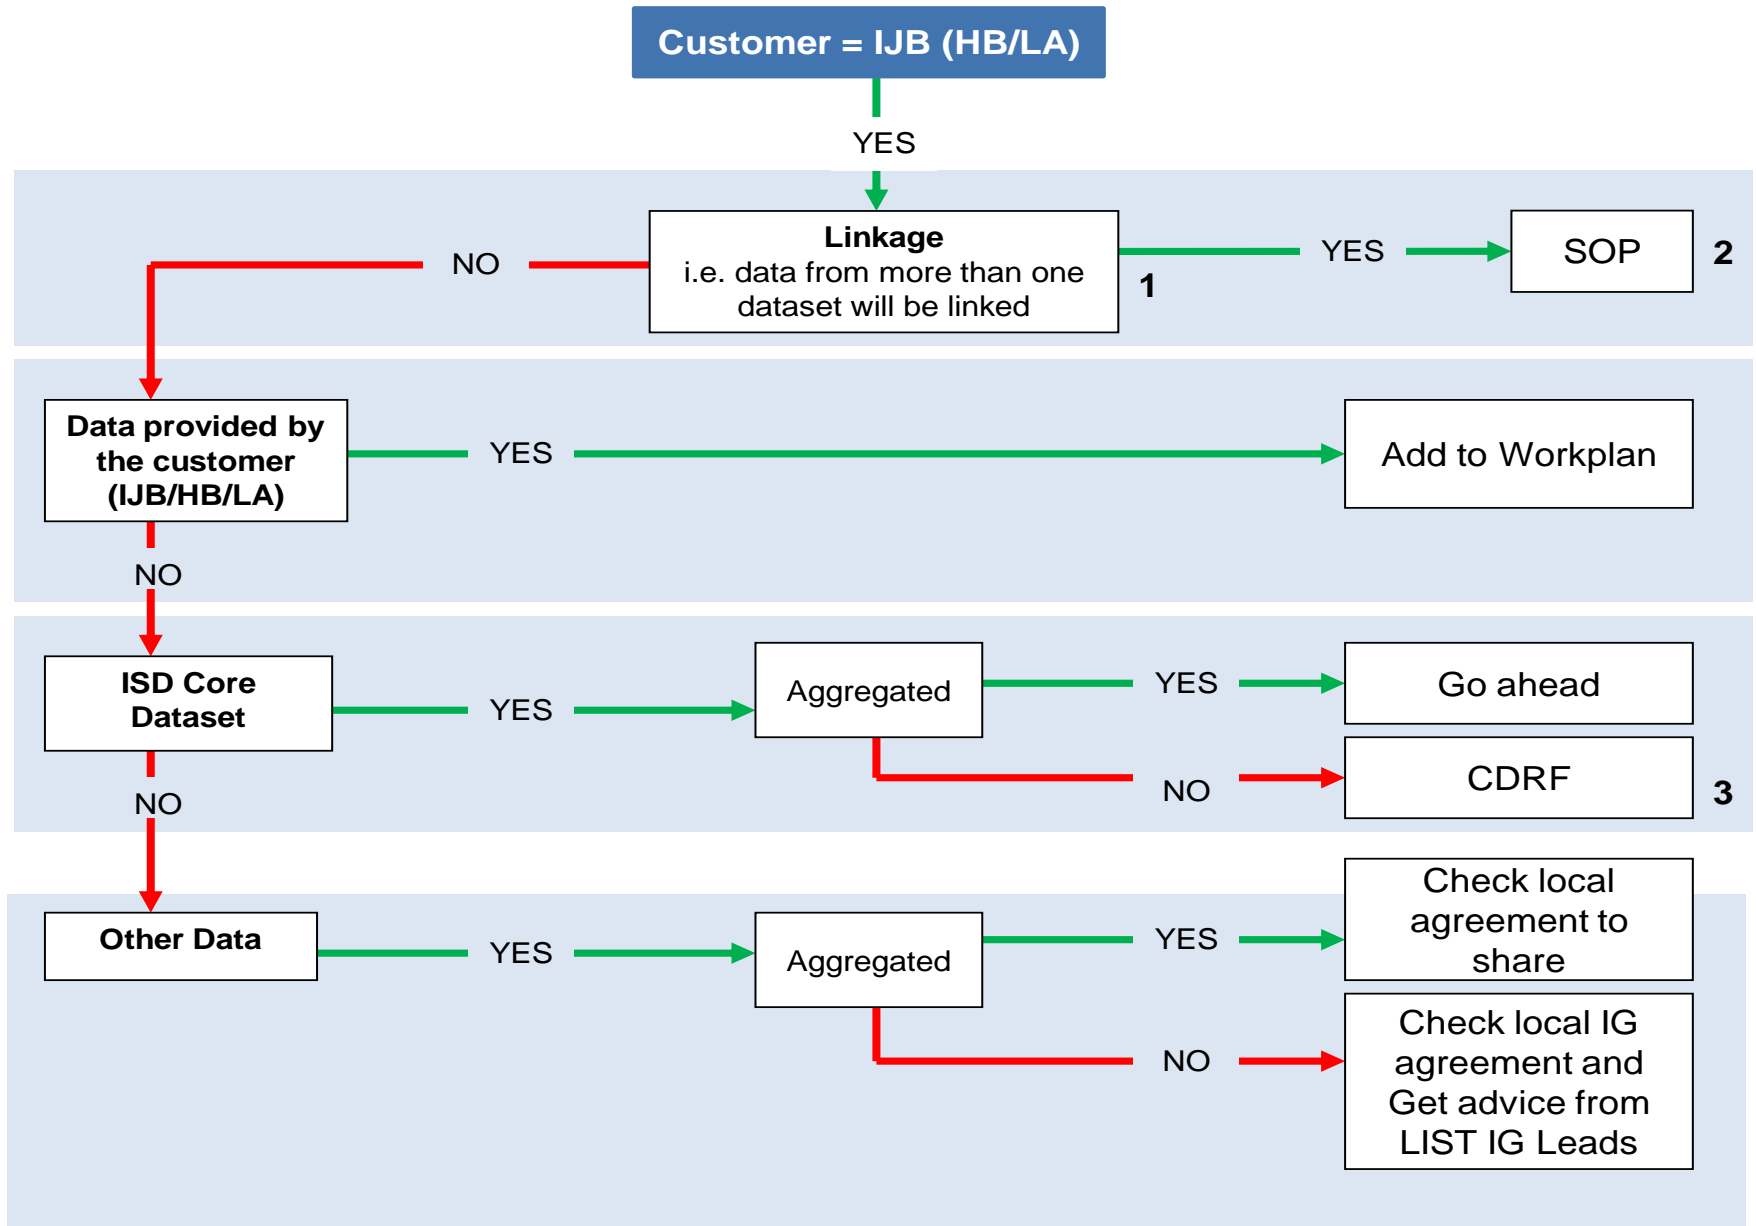 Customer = IJB (HB/LA)
YES
Linkage
i.e. data from more than one
dataset will be linked
1
NO
YES
SOP
2
Data provided by
the customer
(IJB/HB/LA)
YES
Add to Workplan
NO
ISD Core
Dataset
YES
Aggregated
YES
Go ahead
NO
CDRF
3
NO
Other Data
YES
Aggregated
YES
Check local
agreement to
share
NO
Check local IG
agreement and
Get advice from
LIST IG Leads